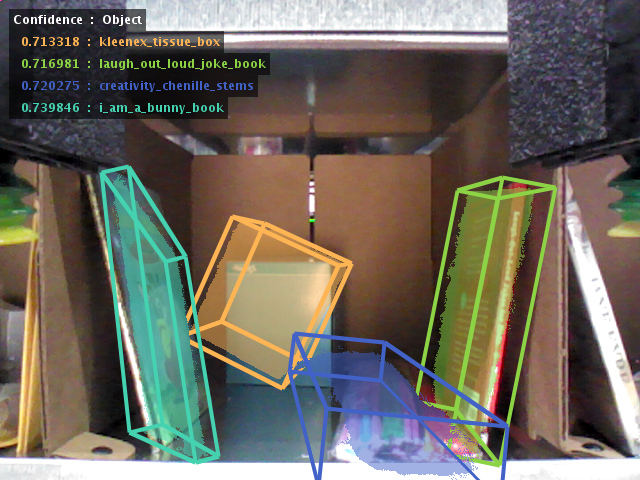 Confidence : Object
0.713318 : kleenex_tissue_box
0.716981 : laugh_out_loud_joke_book
0.720275 : creativity_chenille_stems
0.739846 : i_am_a_bunny_book